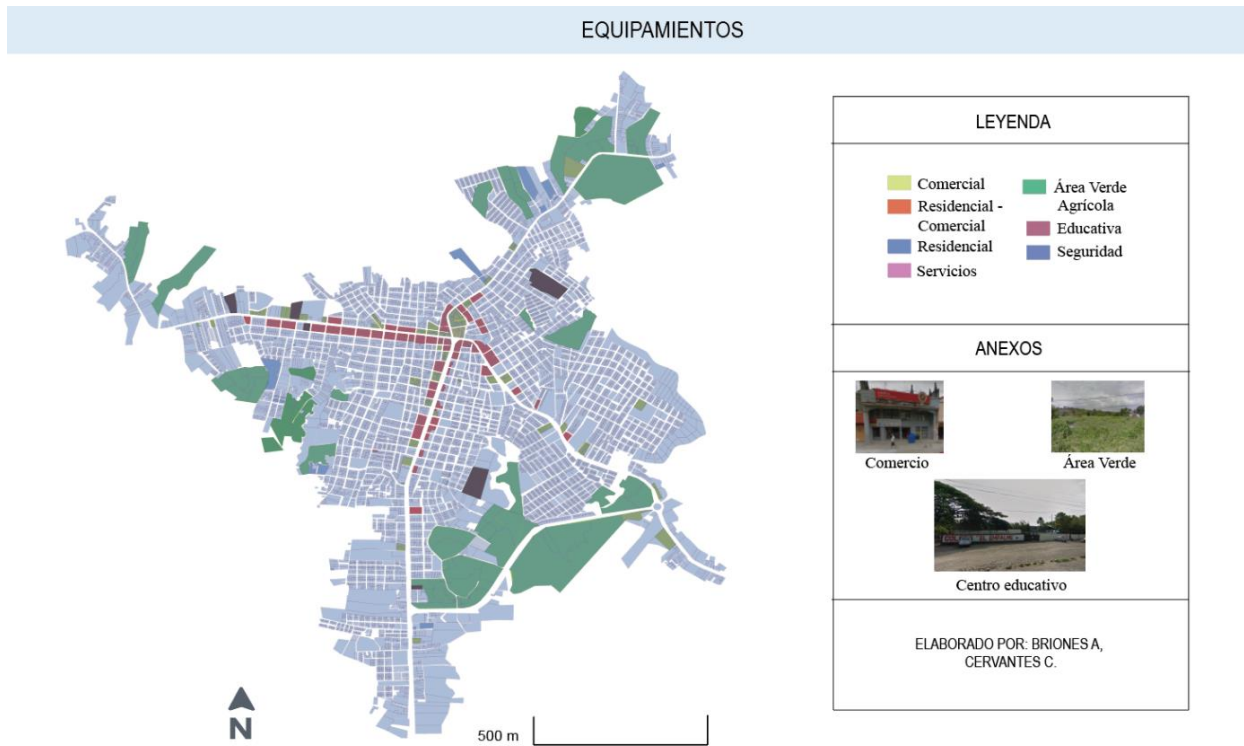 EQUIPAMIENTOS
LEYENDA
Comercial
Residencial -
Comercial
Residencial
Servicios
Área Verde
Agrícola
Educativa
Seguridad
ANEXOS
Comercio
Área Verde
Centro educativo
ELABORADO POR: BRIONES A,
CERVANTES C.
N
500 m